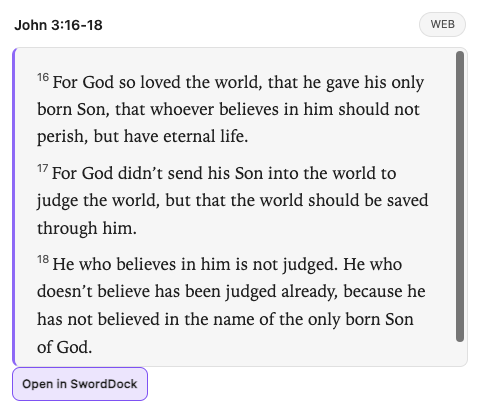 John 3:16-18 WEB
16 For God so loved the world, that he gave his only
born Son, that whoever believes in him should not
perish, but have eternal life.
17 For God didn’t send his Son into the world to
judge the world, but that the world should be saved
through him.
18 He who believes in him is not judged. He who
doesn’t believe has been judged already, because he
has not believed in the name of the only born Son
of God.
Open in SwordDock